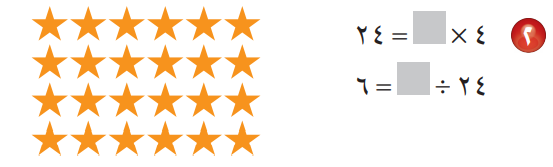 ٢ ٤ × □ = ٢٤
٢٤ ÷ □ = ٦